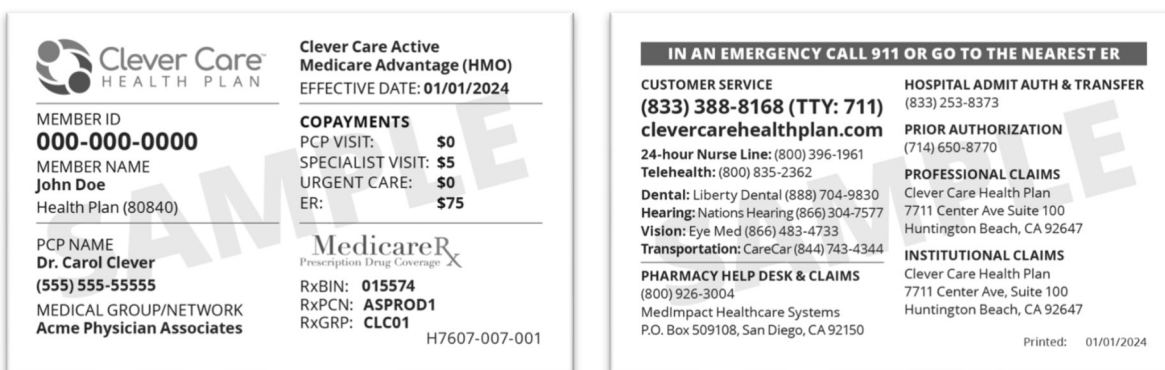 Clever Care™
HEALTH PLAN
Clever Care Active
Medicare Advantage (HMO)
EFFECTIVE DATE: 01/01/2024
MEMBER ID
000-000-0000
MEMBER NAME
John Doe
Health Plan (80840)
COPAYMENTS
PCP VISIT: $0
SPECIALIST VISIT: $5
URGENT CARE: $0
ER: $75
PCP NAME
Dr. Carol Clever
(555) 555-55555
MEDICAL GROUP/NETWORK
Acme Physician Associates
MedicareRx
Prescription Drug Coverage
RxBIN: 015574
RxPCN: ASPROD1
RxGRP: CLC01
H7607-007-001
SAMPLE
IN AN EMERGENCY CALL 911 OR GO TO THE NEAREST ER
CUSTOMER SERVICE
(833) 388-8168 (TTY: 711)
clevercarehealthplan.com
24-hour Nurse Line: (800) 396-1961
Telehealth: (800) 835-2362
Dental: Liberty Dental (888) 704-9830
Hearing: Nations Hearing (866) 304-7577
Vision: Eye Med (866) 483-4733
Transportation: CareCar (844) 743-4344
PHARMACY HELP DESK & CLAIMS
(800) 926-3004
MedImpact Healthcare Systems
P.O. Box 509108, San Diego, CA 92150
HOSPITAL ADMIT AUTH & TRANSFER
(833) 253-8373
PRIOR AUTHORIZATION
(714) 650-8770
PROFESSIONAL CLAIMS
Clever Care Health Plan
7711 Center Ave Suite 100
Huntington Beach, CA 92647
INSTITUTIONAL CLAIMS
Clever Care Health Plan
7711 Center Ave, Suite 100
Huntington Beach, CA 92647
Printed: 01/01/2024
SAMPLE